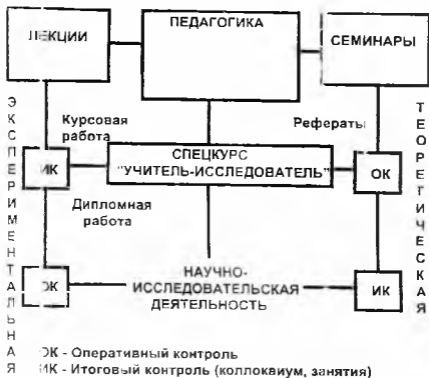 ПЕДАГОГИКА
ЛЕКЦИИ
СЕМИНАРЫ
ЭКСПЕРИМЕНТАЛЬНАЯ
ТЕОРЕТИЧЕСКАЯ
Курсовая
работа
Рефераты
СПЕЦКУРС
"УЧИТЕЛЬ-ИССЛЕДОВАТЕЛЬ"
ИК
ОК
Дипломная
работа
НАУЧНО-
ИССЛЕДОВАТЕЛЬСКАЯ
ДЕЯТЕЛЬНОСТЬ
ОК
ИК
ОК - Оперативный контроль
ИК - Итоговый контроль (коллоквиум, занятия)